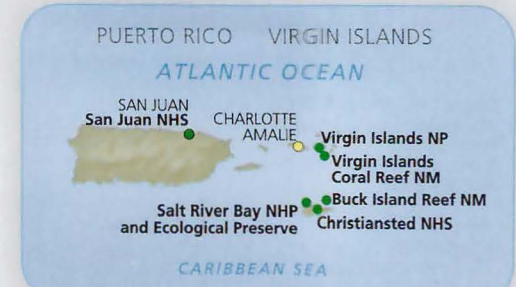 PUERTO RICO VIRGIN ISLANDS
ATLANTIC OCEAN
SAN JUAN
San Juan NHS
CHARLOTTE
AMALIE
Virgin Islands NP
Virgin Islands
Coral Reef NM
Buck Island Reef NM
Salt River Bay NHP
and Ecological Preserve
Christiansted NHS
CARIBBEAN SEA